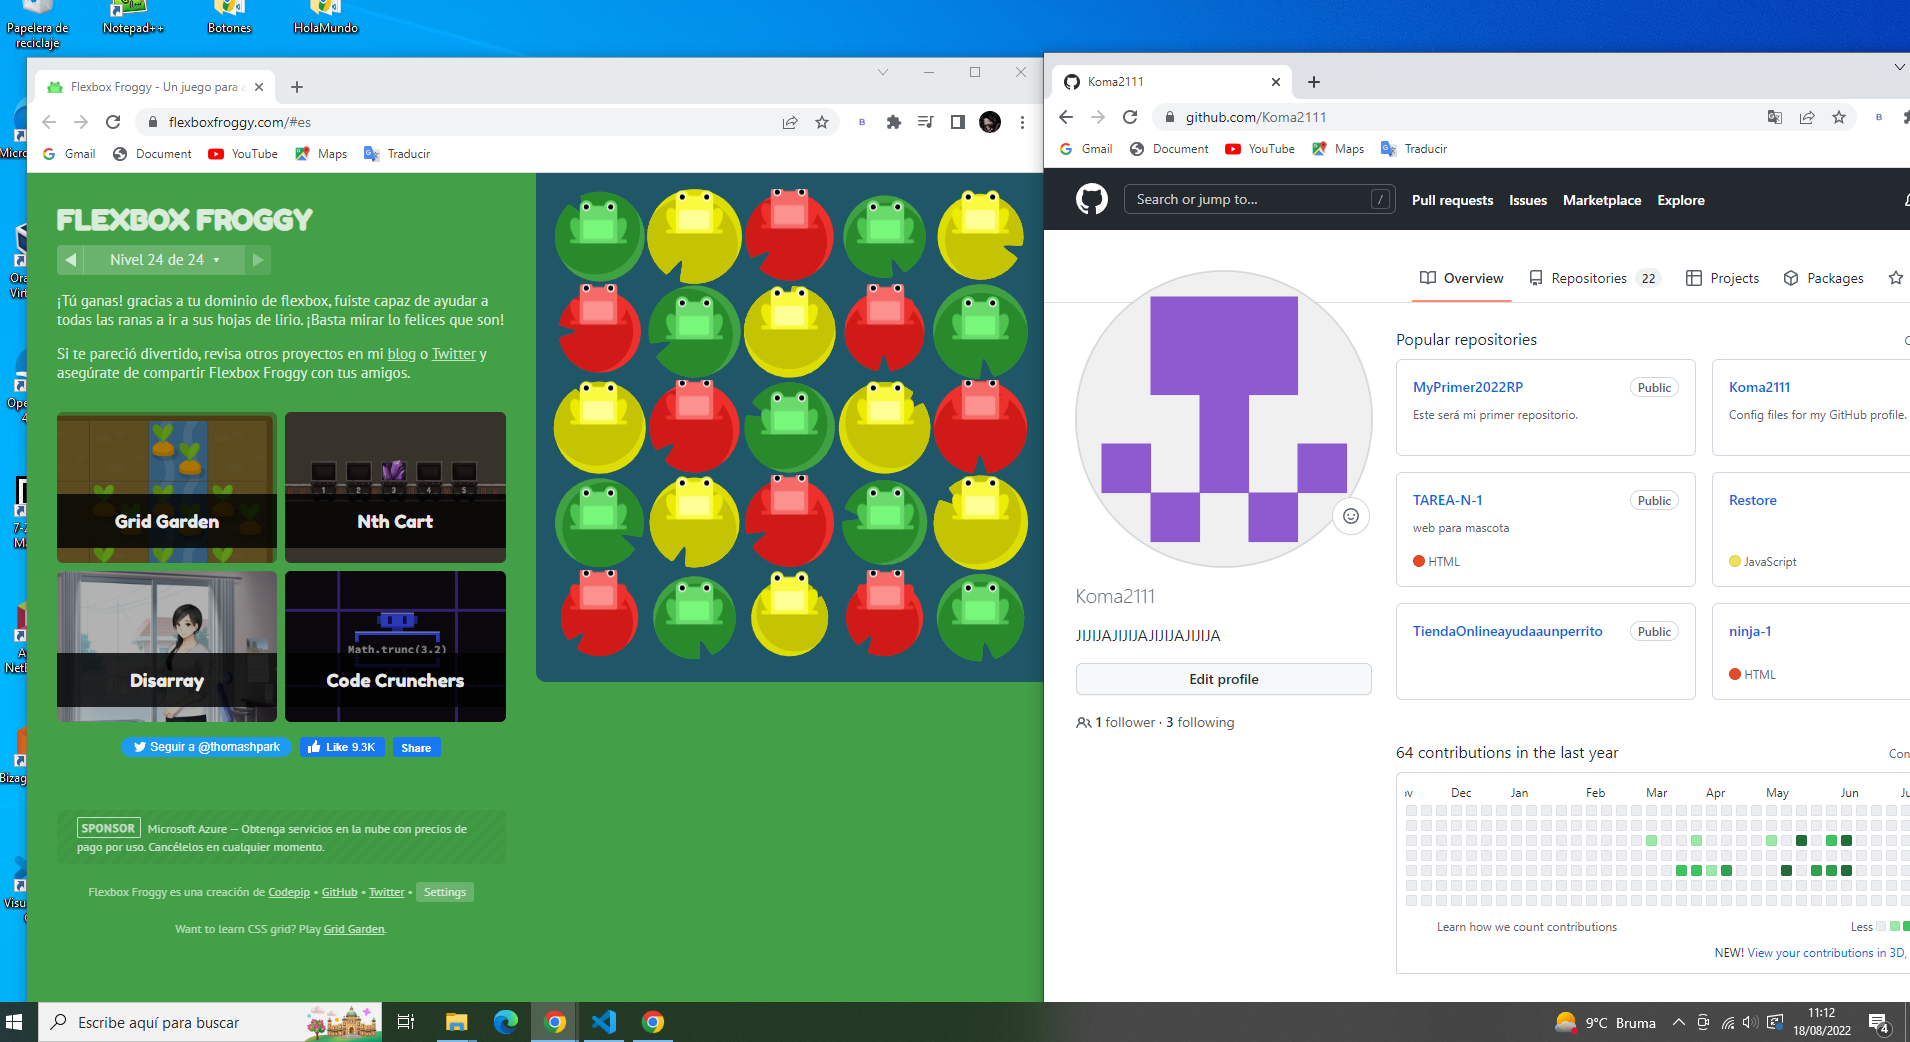 Papelera de
reciclaje
Notepad++
Botones
HolaMundo
Flexbox Froggy - Un juego para a
flexboxfroggy.com/#es
B
Gmail
Document
YouTube
Maps
Traducir
FLEXBOX FROGGY
Nivel 24 de 24
¡Tú ganas! gracias a tu dominio de flexbox, fuiste capaz de ayudar a
todas las ranas a ir a sus hojas de lirio. ¡Basta mirar lo felices que son!
Si te pareció divertido, revisa otros proyectos en mi blog o Twitter y
asegúrate de compartir Flexbox Froggy con tus amigos.
Grid Garden
1 2 3 4 5
Nth Cart
Disarray
Math.trunc(3.2)
Code Crunchers
Seguir a @thomashpark
Like 9.3K
Share
SPONSOR Microsoft Azure — Obtenga servicios en la nube con precios de
pago por uso. Cancélelos en cualquier momento.
Flexbox Froggy es una creación de Codepip • GitHub • Twitter • Settings
Want to learn CSS grid? Play Grid Garden.
Koma2111
github.com/Koma2111
B
Gmail
Document
YouTube
Maps
Traducir
Search or jump to...
/
Pull requests
Issues
Marketplace
Explore
Overview
Repositories 22
Projects
Packages
Koma2111
JIJIJAJIJIJAJIJIJAJIJIJA
Edit profile
1 follower · 3 following
Popular repositories
MyPrimer2022RP
Public
Este será mi primer repositorio.
Koma2111
Config files for my GitHub profile.
TAREA-N-1
Public
web para mascota
HTML
Restore
JavaScript
TiendaOnlineayudaaunperrito
Public
ninja-1
HTML
64 contributions in the last year
Con
ov
Dec
Jan
Feb
Mar
Apr
May
Jun
Ju
Learn how we count contributions
Less
NEW! View your contributions in 3D,
Escribe aquí para buscar
9°C Bruma
11:12
18/08/2022
4